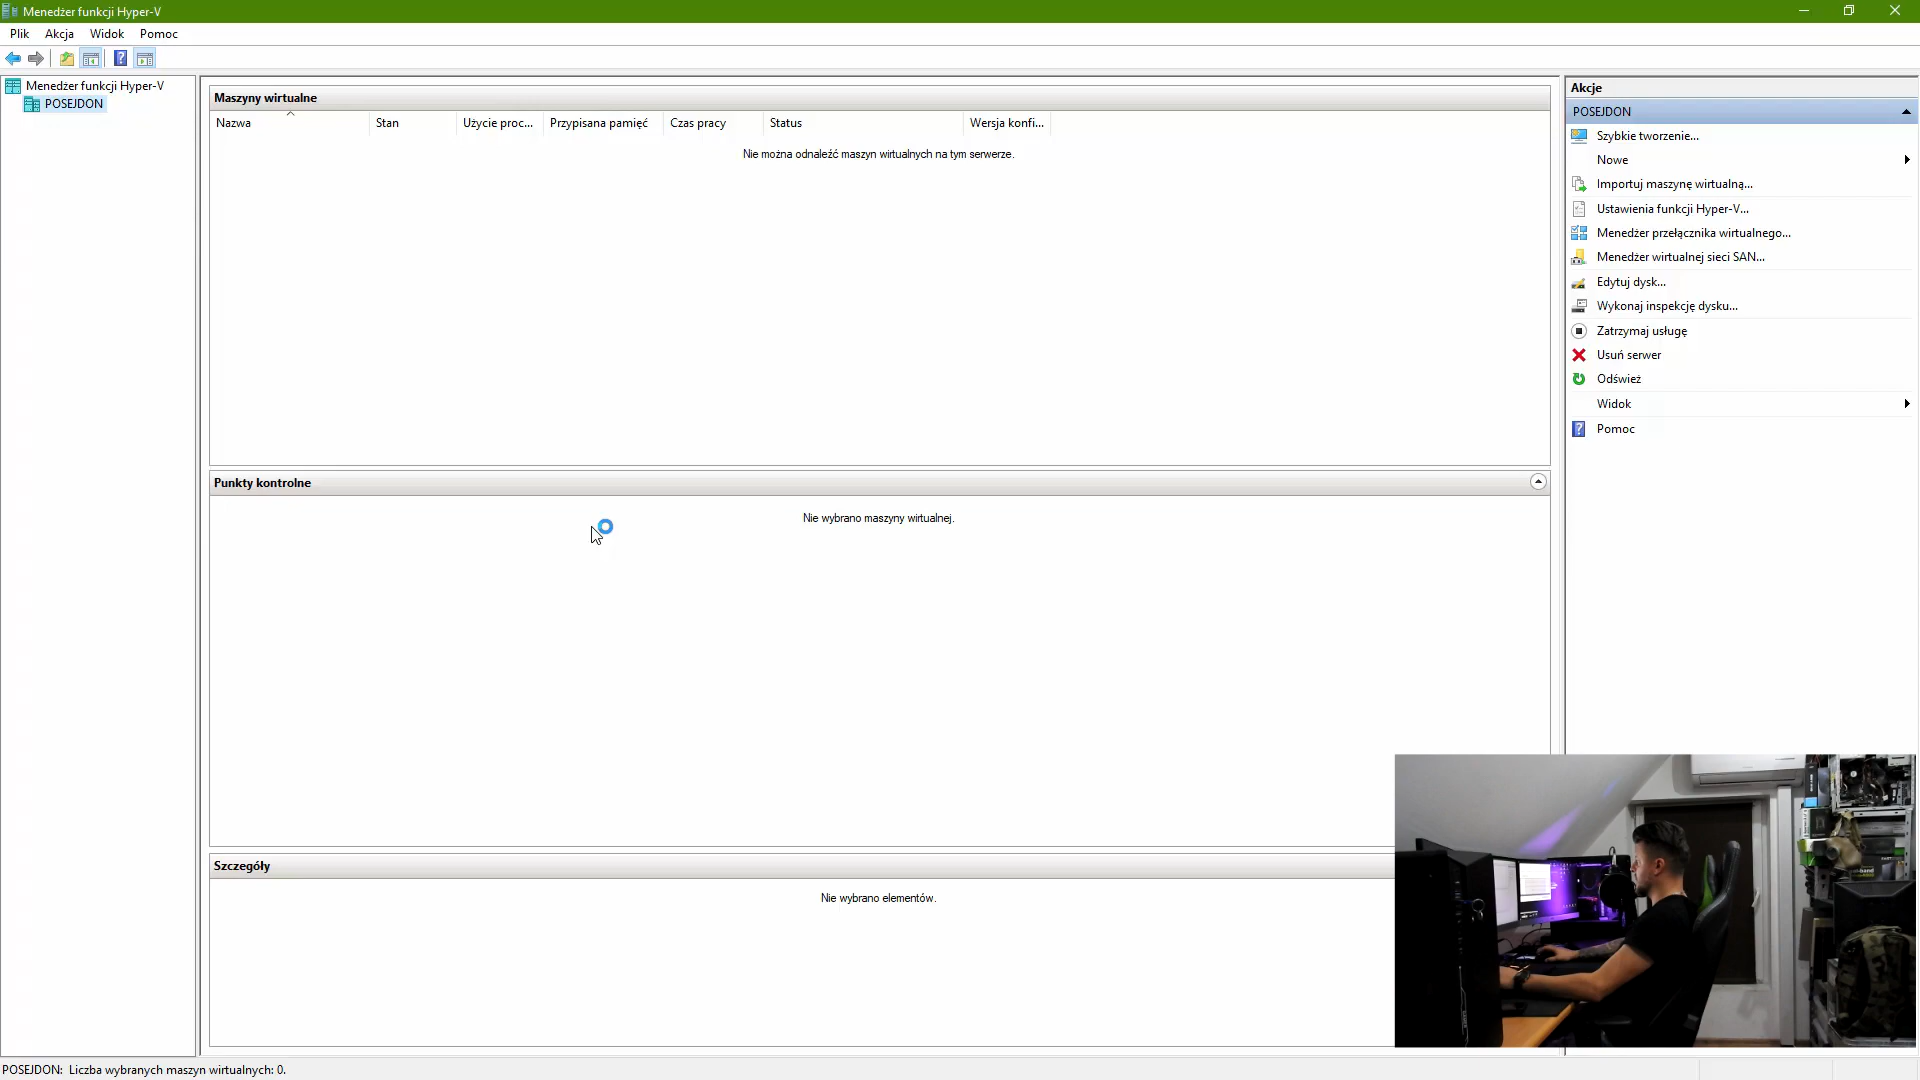 Menedżer funkcji Hyper-V
Plik Akcja Widok Pomoc
Menedżer funkcji Hyper-V
POSEJDON
Maszyny wirtualne
Nazwa Stan Użycie proc... Przypisana pamięć Czas pracy Status Wersja konfi...
Nie można odnaleźć maszyn wirtualnych na tym serwerze.
Punkty kontrolne
Nie wybrano maszyny wirtualnej.
Szczegóły
Nie wybrano elementów.
Akcje
POSEJDON
Szybkie tworzenie...
Nowe
Importuj maszynę wirtualną...
Ustawienia funkcji Hyper-V...
Menedżer przełącznika wirtualnego...
Menedżer wirtualnej sieci SAN...
Edytuj dysk...
Wykonaj inspekcję dysku...
Zatrzymaj usługę
Usuń serwer
Odśwież
Widok
Pomoc
POSEJDON: Liczba wybranych maszyn wirtualnych: 0.